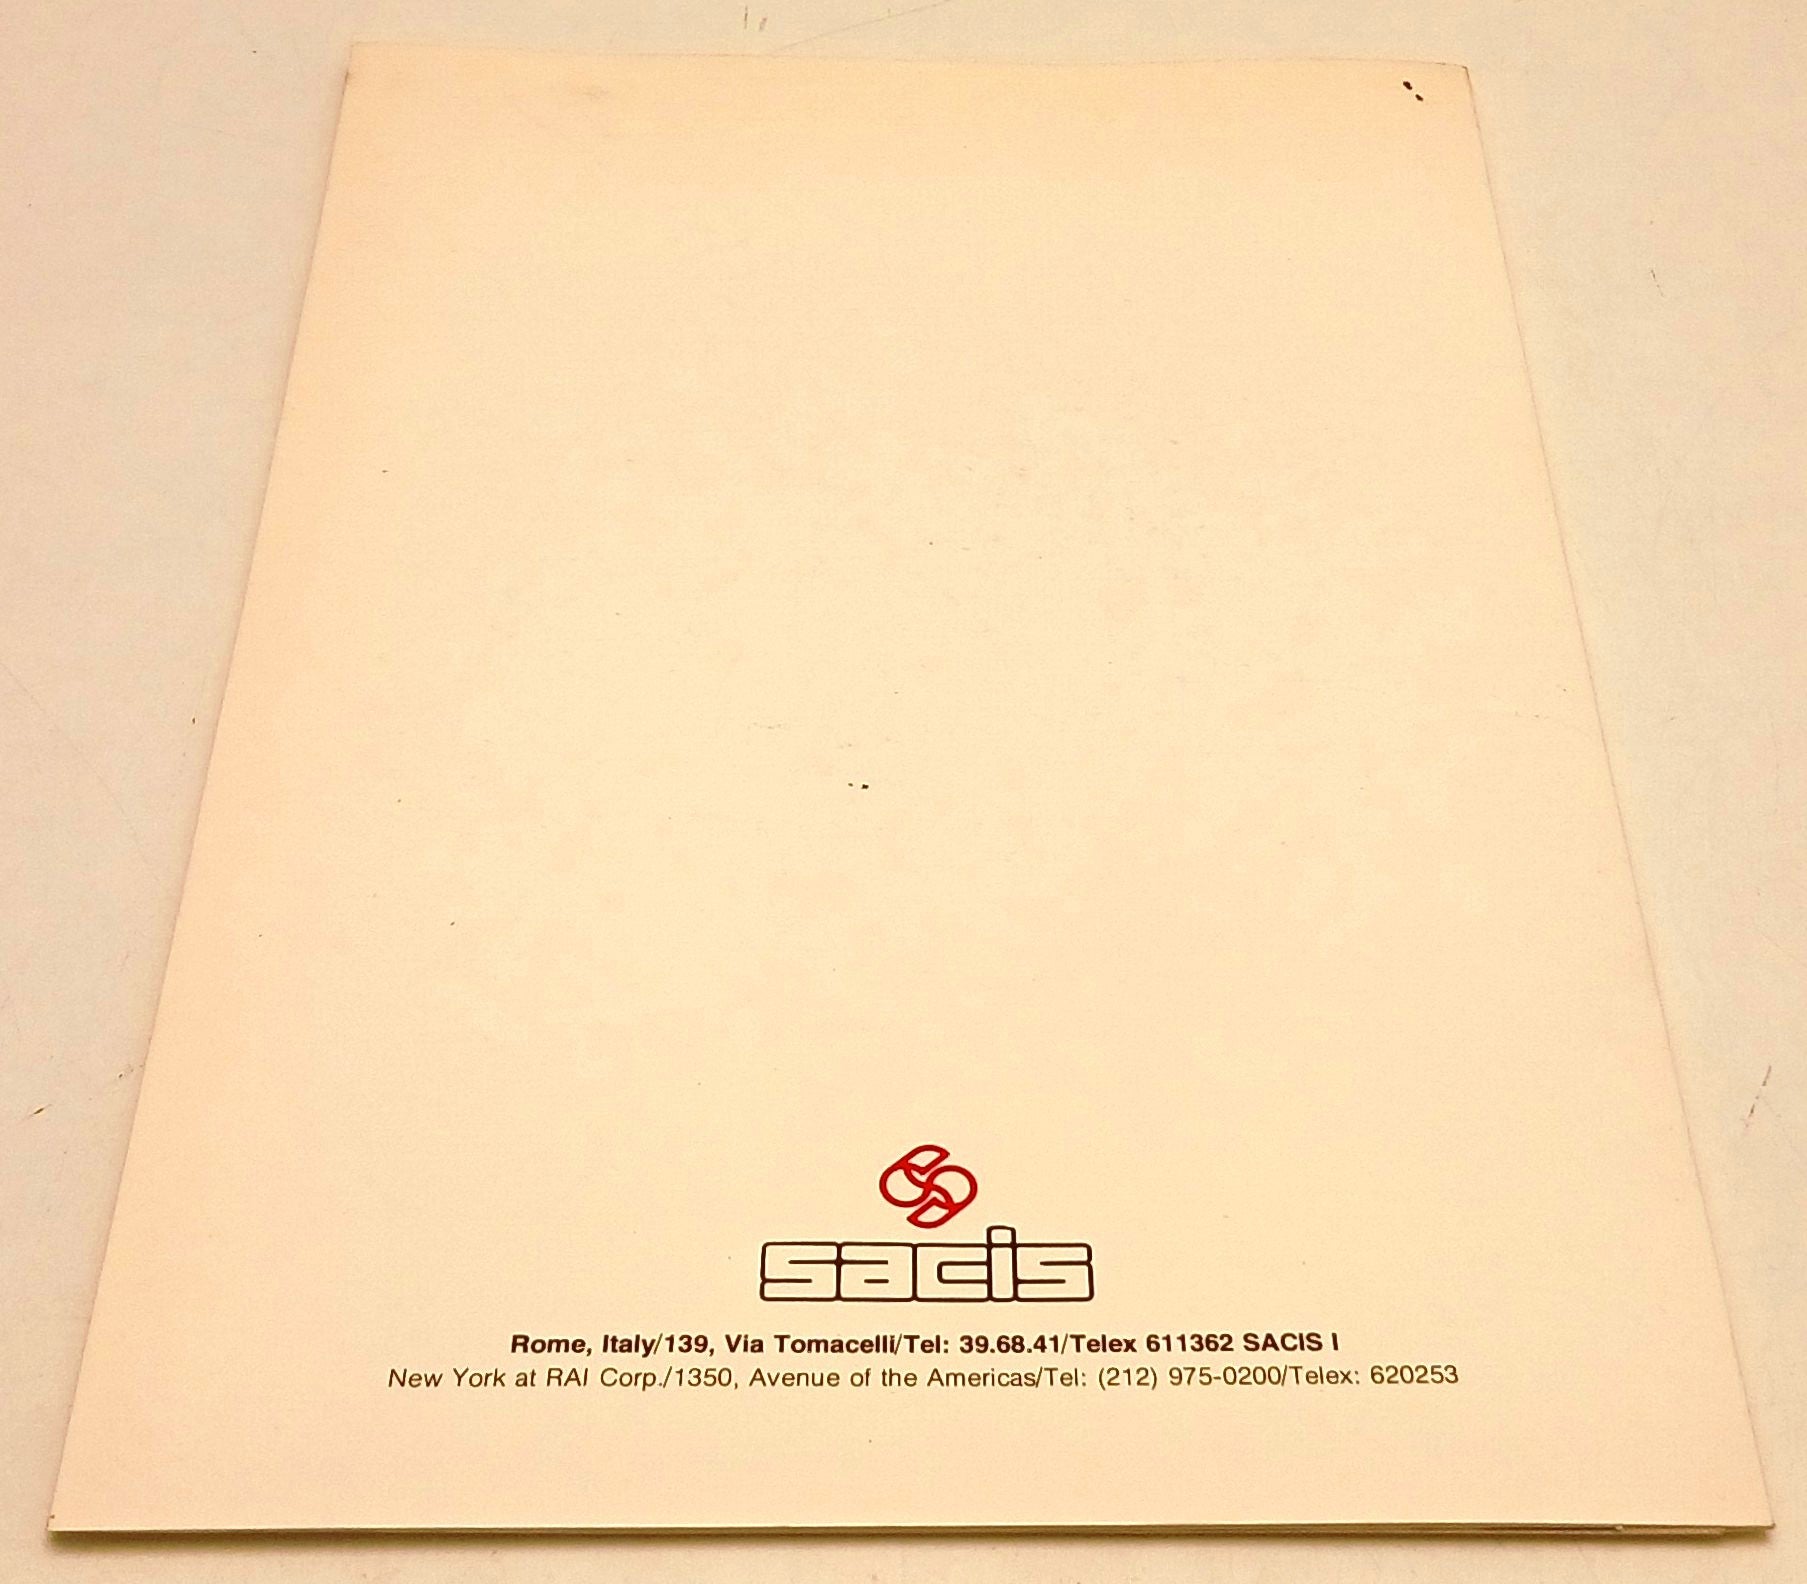 sacis
Rome, Italy/139, Via Tomacelli/Tel: 39.68.41/Telex 611362 SACIS I
New York at RAI Corp./1350, Avenue of the Americas/Tel: (212) 975-0200/Telex: 620253